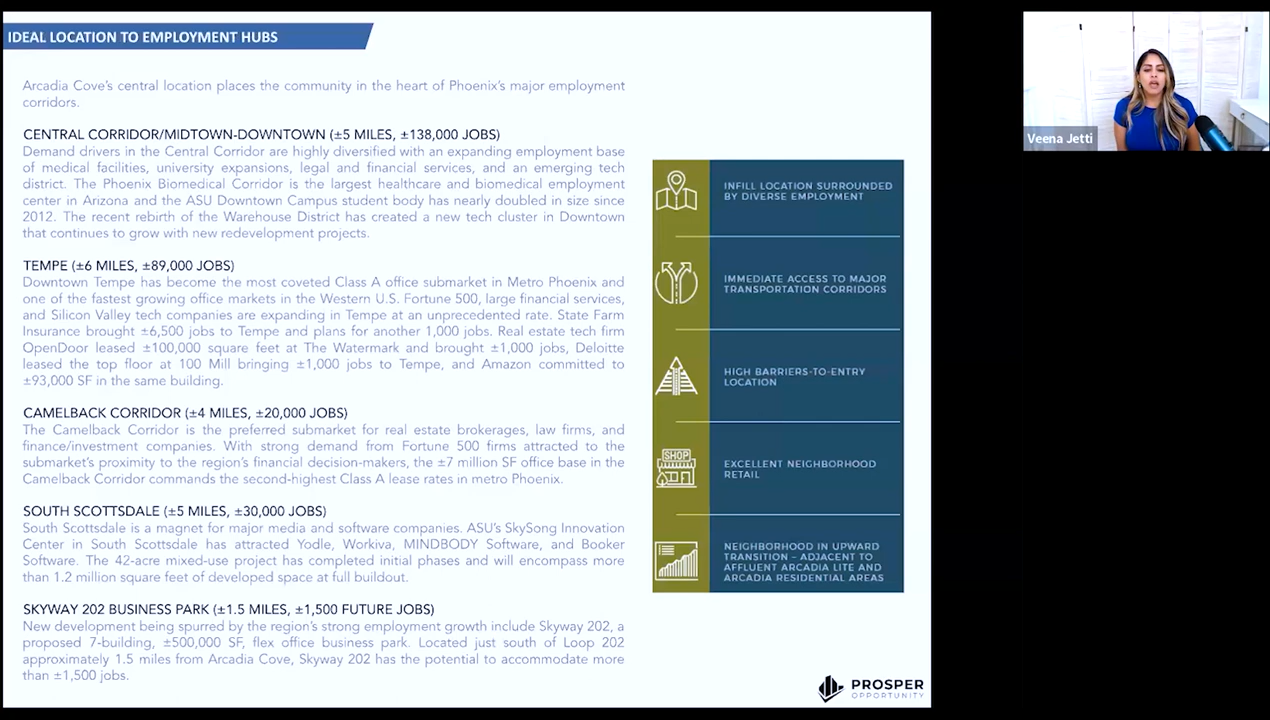 IDEAL LOCATION TO EMPLOYMENT HUBS
Arcadia Cove's central location places the community in the heart of Phoenix's major employment
corridors.
CENTRAL CORRIDOR/MIDTOWN-DOWNTOWN (±5 MILES, ±138,000 JOBS)
Demand drivers in the Central Corridor are highly diversified with an expanding employment base
of medical facilities, university expansions, legal and financial services, and an emerging tech
district. The Phoenix Biomedical Corridor is the largest healthcare and biomedical employment
center in Arizona and the ASU Downtown Campus student body has nearly doubled in size since
2012. The recent rebirth of the Warehouse District has created a new tech cluster in Downtown
that continues to grow with new redevelopment projects.
TEMPE (±6 MILES, ±89,000 JOBS)
Downtown Tempe has become the most coveted Class A office submarket in Metro Phoenix and
one of the fastest growing office markets in the Western U.S. Fortune 500, large financial services,
and Silicon Valley tech companies are expanding in Tempe at an unprecedented rate. State Farm
Insurance brought ±6,500 jobs to Tempe and plans for another 1,000 jobs. Real estate tech firm
OpenDoor leased ±100,000 square feet at The Watermark and brought ±1,000 jobs, Deloitte
leased the top floor at 100 Mill bringing ±1,000 jobs to Tempe, and Amazon committed to
±93,000 SF in the same building.
CAMELBACK CORRIDOR (±4 MILES, ±20,000 JOBS)
The Camelback Corridor is the preferred submarket for real estate brokerages, law firms, and
finance/investment companies. With strong demand from Fortune 500 firms attracted to the
submarket's proximity to the region's financial decision-makers, the ±7 million SF office base in the
Camelback Corridor commands the second-highest Class A lease rates in metro Phoenix.
SOUTH SCOTTSDALE (±5 MILES, ±30,000 JOBS)
South Scottsdale is a magnet for major media and software companies. ASU's SkySong Innovation
Center in South Scottsdale has attracted Yodle, Workiva, MINDBODY Software, and Booker
Software. The 42-acre mixed-use project has completed initial phases and will encompass more
than 1.2 million square feet of developed space at full buildout.
SKYWAY 202 BUSINESS PARK (±1.5 MILES, ±1,500 FUTURE JOBS)
New development being spurred by the region's strong employment growth include Skyway 202, a
proposed 7-building, ±500,000 SF, flex office business park. Located just south of Loop 202
approximately 1.5 miles from Arcadia Cove, Skyway 202 has the potential to accommodate more
than ±1,500 jobs.
INFILL LOCATION SURROUNDED
BY DIVERSE EMPLOYMENT
IMMEDIATE ACCESS TO MAJOR
TRANSPORTATION CORRIDORS
HIGH BARRIERS-TO-ENTRY
LOCATION
SHOP
EXCELLENT NEIGHBORHOOD
RETAIL
NEIGHBORHOOD IN UPWARD
TRANSITION – ADJACENT TO
AFFLUENT ARCADIA LITE AND
ARCADIA RESIDENTIAL AREAS
PROSPER
OPPORTUNITY
Veena Jetti